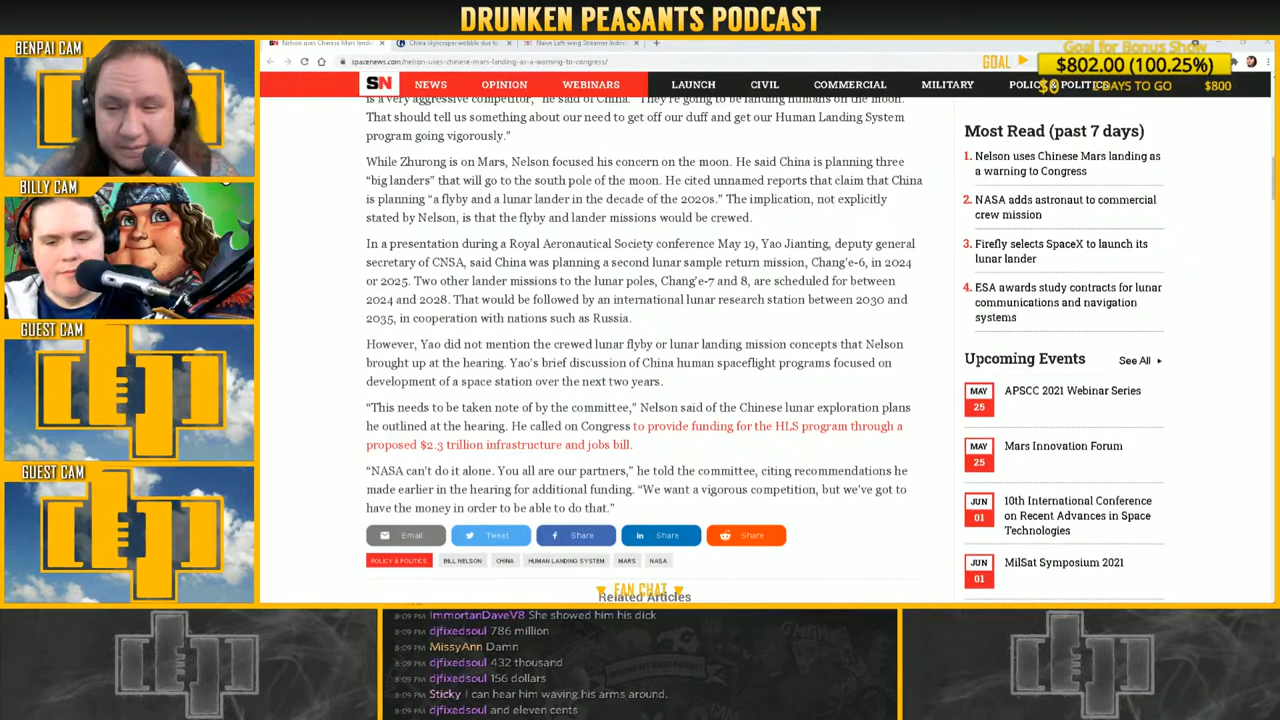 DRUNKEN PEASANTS PODCAST
BENPAI CAM
BILLY CAM
GUEST CAM
GUEST CAM
Nelson uses Chinese Mars landi
China skyscraper wobble due to
Naive Left-wing Streamer Indire
spacenews.com/nelson-uses-chinese-mars-landing-as-a-warning-to-congress/
GOAL
Goal for Bonus Show
$802.00 (100.25%)
$0
DAYS TO GO
$800
SN
NEWS
OPINION
WEBINARS
LAUNCH
CIVIL
COMMERCIAL
MILITARY
POLICY & POLITICS
is a very aggressive competitor," he said of China. "They're going to be landing humans on the moon.
That should tell us something about our need to get off our duff and get our Human Landing System
program going vigorously."
While Zhurong is on Mars, Nelson focused his concern on the moon. He said China is planning three
"big landers" that will go to the south pole of the moon. He cited unnamed reports that claim that China
is planning "a flyby and a lunar lander in the decade of the 2020s." The implication, not explicitly
stated by Nelson, is that the flyby and lander missions would be crewed.
In a presentation during a Royal Aeronautical Society conference May 19, Yao Jianting, deputy general
secretary of CNSA, said China was planning a second lunar sample return mission, Chang'e-6, in 2024
or 2025. Two other lander missions to the lunar poles, Chang'e-7 and 8, are scheduled for between
2024 and 2028. That would be followed by an international lunar research station between 2030 and
2035, in cooperation with nations such as Russia.
However, Yao did not mention the crewed lunar flyby or lunar landing mission concepts that Nelson
brought up at the hearing. Yao's brief discussion of China human spaceflight programs focused on
development of a space station over the next two years.
"This needs to be taken note of by the committee," Nelson said of the Chinese lunar exploration plans
he outlined at the hearing. He called on Congress to provide funding for the HLS program through a
proposed $2.3 trillion infrastructure and jobs bill.
"NASA can't do it alone. You all are our partners," he told the committee, citing recommendations he
made earlier in the hearing for additional funding. "We want a vigorous competition, but we've got to
have the money in order to be able to do that."
Email
Tweet
Share
Share
Share
POLICY & POLITICS
BILL NELSON
CHINA
HUMAN LANDING SYSTEM
MARS
NASA
Related Articles
Most Read (past 7 days)
1. Nelson uses Chinese Mars landing as
a warning to Congress
2. NASA adds astronaut to commercial
crew mission
3. Firefly selects SpaceX to launch its
lunar lander
4. ESA awards study contracts for lunar
communications and navigation
systems
Upcoming Events
See All
MAY
25
APSCC 2021 Webinar Series
MAY
25
Mars Innovation Forum
JUN
01
10th International Conference
on Recent Advances in Space
Technologies
JUN
01
MilSat Symposium 2021
FAN CHAT
8:09 PM ImmortanDaveV8 She showed him his dick
8:09 PM djfixedsoul 786 million
8:09 PM MissyAnn Damn
8:09 PM djfixedsoul 432 thousand
8:09 PM djfixedsoul 156 dollars
8:09 PM Sticky I can hear him waving his arms around.
8:09 PM djfixedsoul and eleven cents